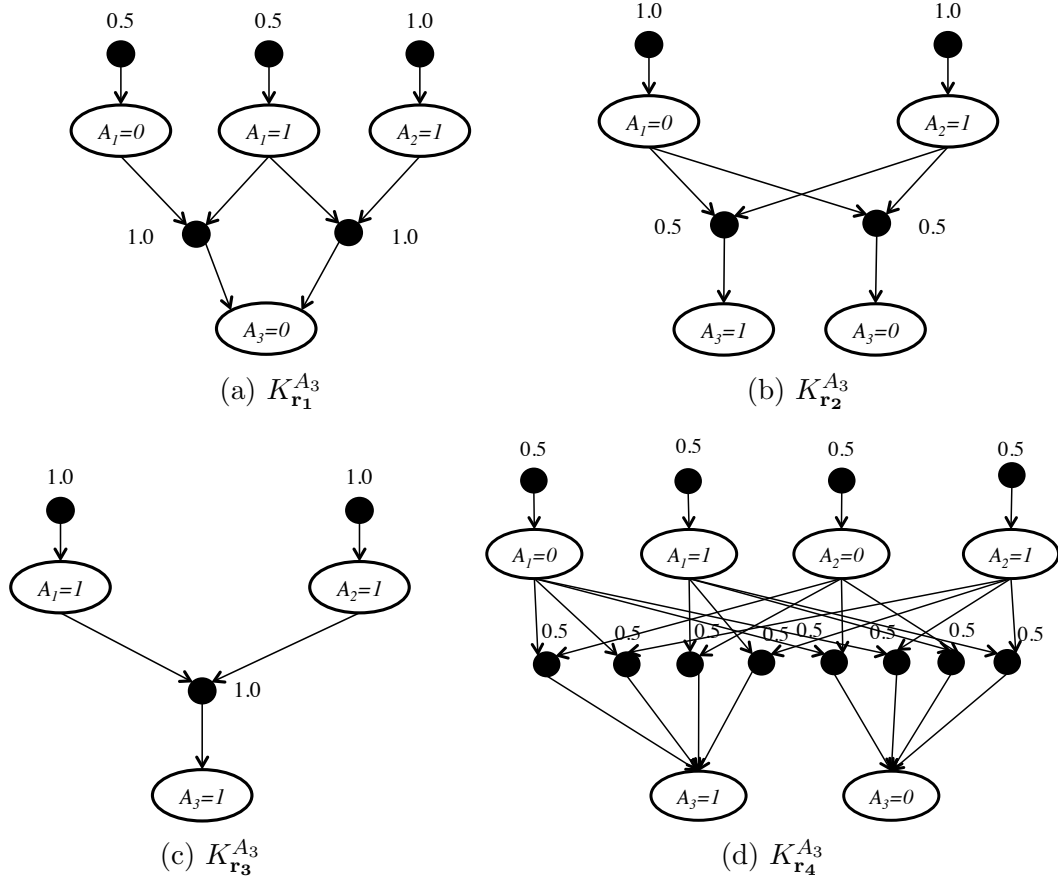 0.5 0.5 1.0
A₁=0 A₁=1 A₂=1
1.0 1.0
A₃=0
(a) K_{r₁}^{A₃}
1.0 1.0
A₁=0 A₂=1
0.5 0.5
A₃=1 A₃=0
(b) K_{r₂}^{A₃}
1.0 1.0
A₁=1 A₂=1
1.0
A₃=1
(c) K_{r₃}^{A₃}
0.5 0.5 0.5 0.5
A₁=0 A₁=1 A₂=0 A₂=1
0.5 0.5 0.5 0.5 0.5 0.5 0.5 0.5
A₃=1 A₃=0
(d) K_{r₄}^{A₃}